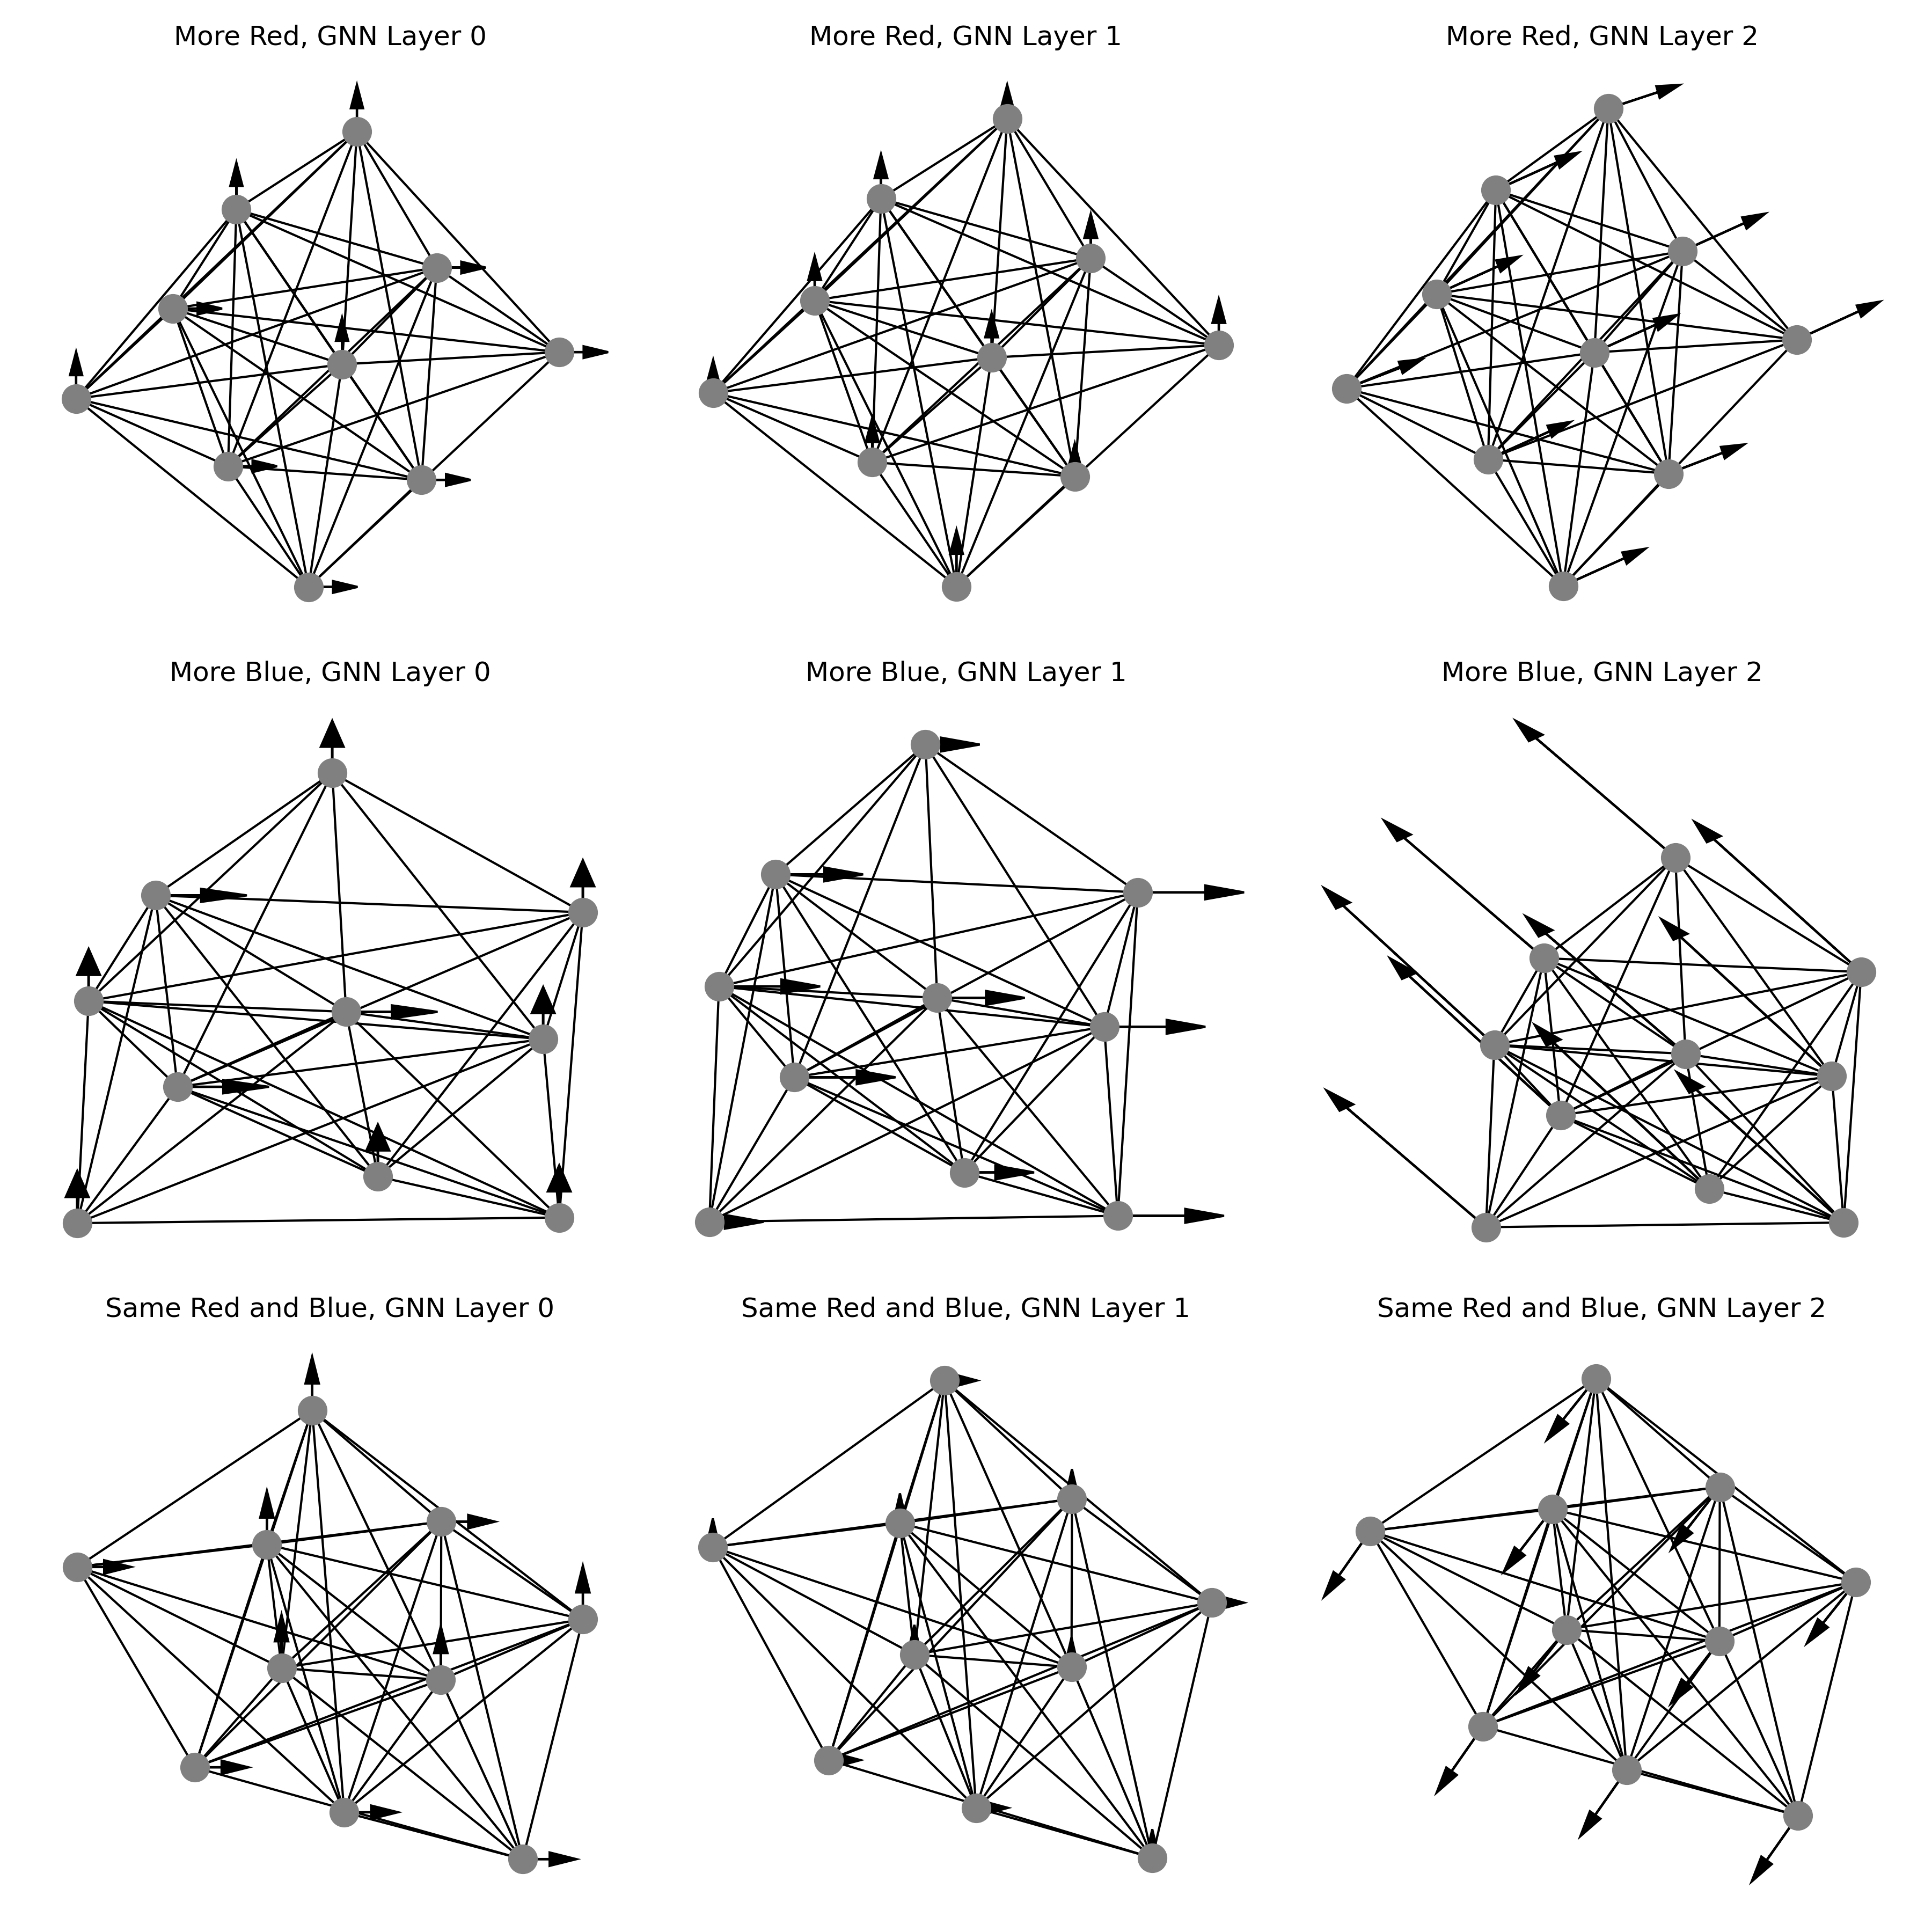 More Red, GNN Layer 0
More Red, GNN Layer 1
More Red, GNN Layer 2
More Blue, GNN Layer 0
More Blue, GNN Layer 1
More Blue, GNN Layer 2
Same Red and Blue, GNN Layer 0
Same Red and Blue, GNN Layer 1
Same Red and Blue, GNN Layer 2